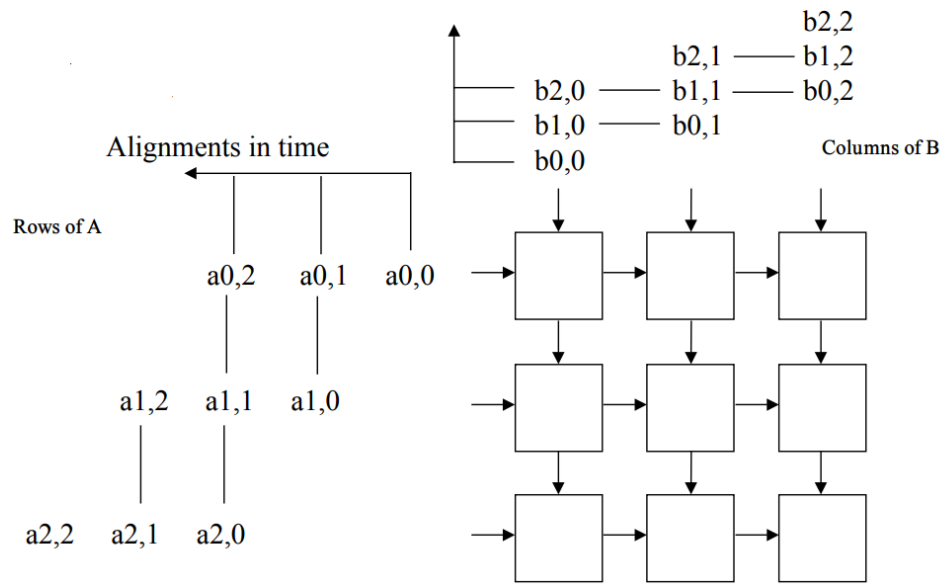 b2,2
b2,1 b1,2
b2,0 b1,1 b0,2
b1,0 b0,1
Alignments in time
Columns of B
b0,0
Rows of A
a0,2 a0,1 a0,0
a1,2 a1,1 a1,0
a2,2 a2,1 a2,0